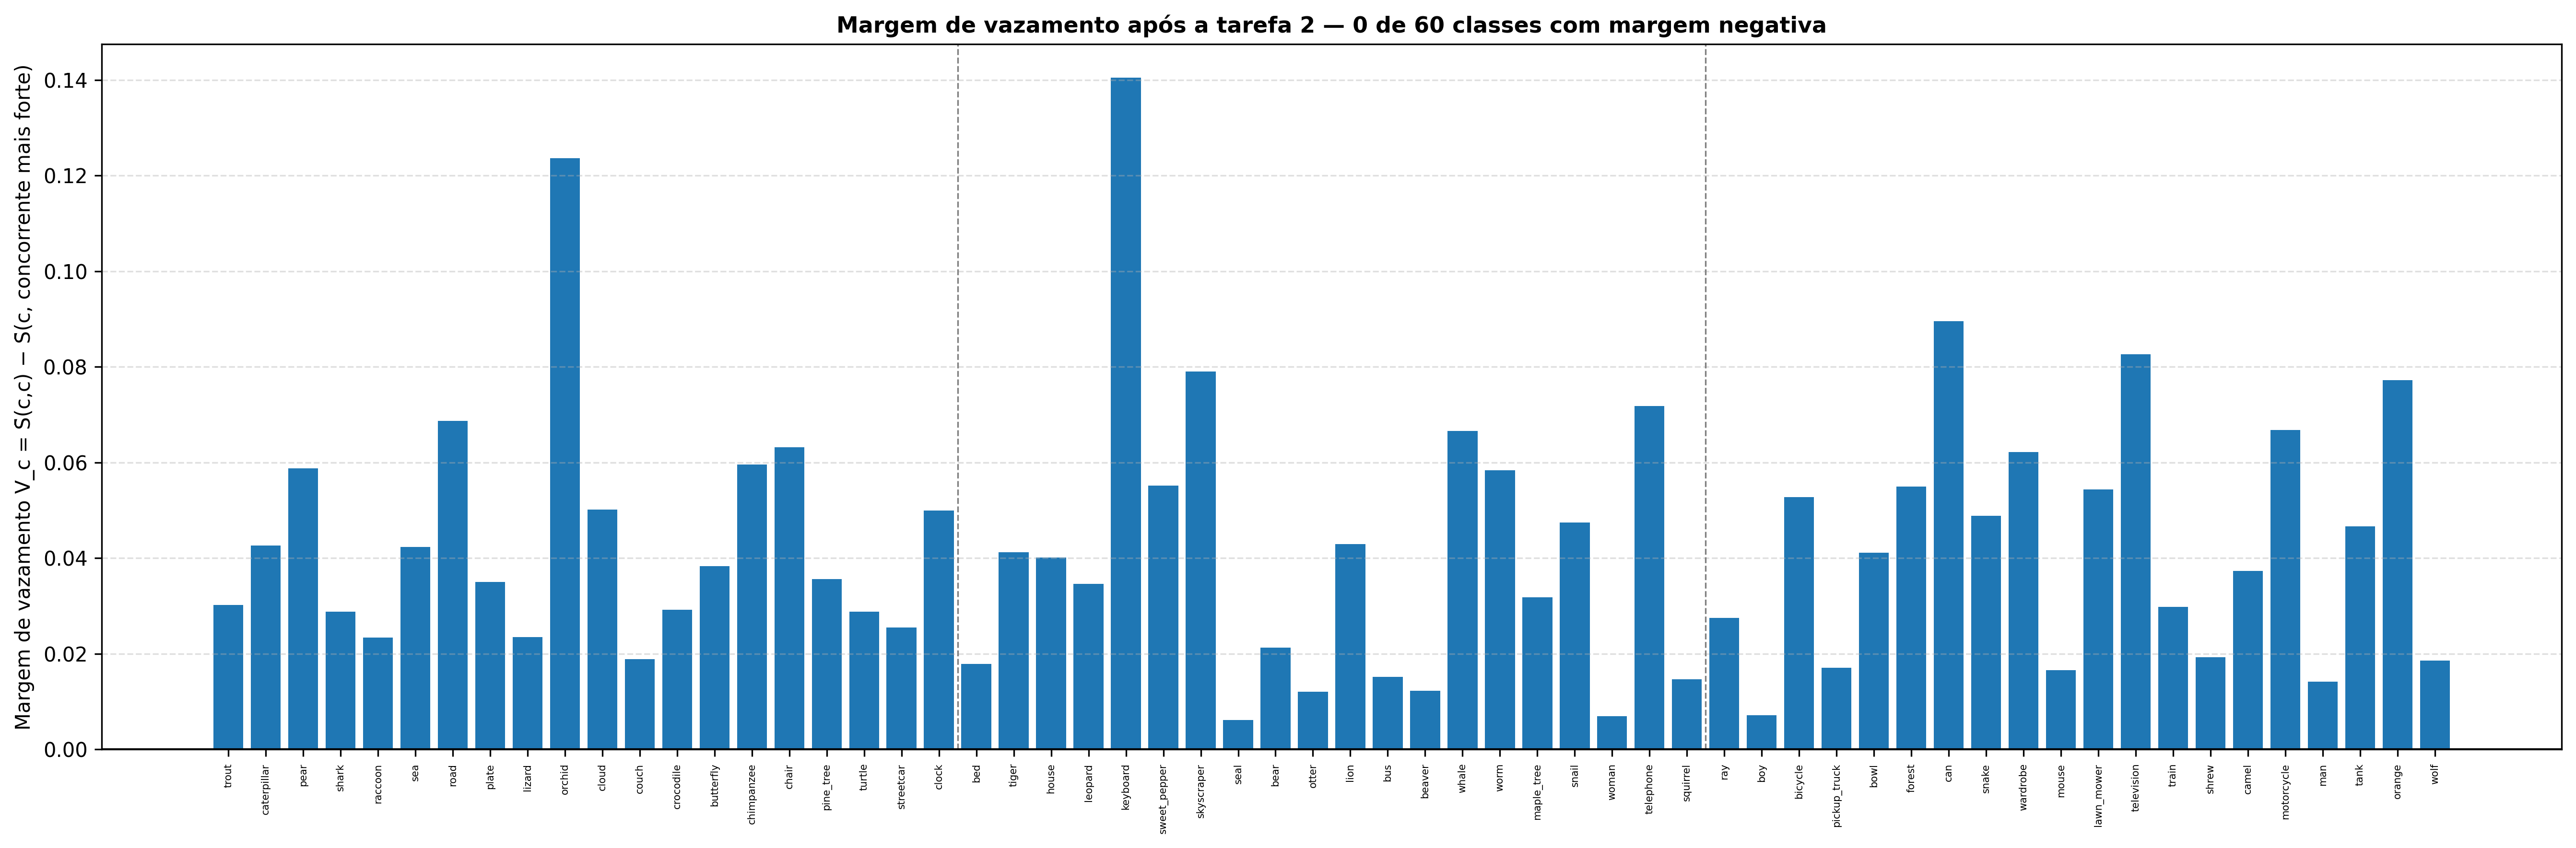 Margem de vazamento após a tarefa 2 — 0 de 60 classes com margem negativa
Margem de vazamento V_c = S(c,c) − S(c, concorrente mais forte)
0.14
0.12
0.10
0.08
0.06
0.04
0.02
0.00
trout
caterpillar
pear
shark
raccoon
sea
road
plate
lizard
orchid
cloud
couch
crocodile
butterfly
chimpanzee
chair
pine_tree
turtle
streetcar
clock
bed
tiger
house
leopard
keyboard
sweet_pepper
skyscraper
seal
bear
otter
lion
bus
beaver
whale
worm
maple_tree
snail
woman
telephone
squirrel
ray
boy
bicycle
pickup_truck
bowl
forest
can
snake
wardrobe
mouse
lawn_mower
television
train
shrew
camel
motorcycle
man
tank
orange
wolf